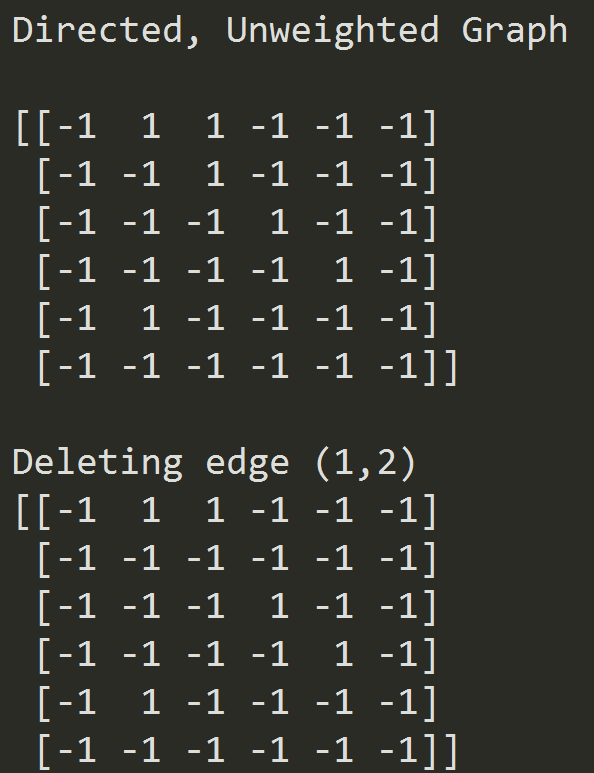 Directed, Unweighted Graph
[[-1  1  1 -1 -1 -1]
 [-1 -1  1 -1 -1 -1]
 [-1 -1 -1  1 -1 -1]
 [-1 -1 -1 -1  1 -1]
 [-1  1 -1 -1 -1 -1]
 [-1 -1 -1 -1 -1 -1]]
Deleting edge (1,2)
[[-1  1  1 -1 -1 -1]
 [-1 -1 -1 -1 -1 -1]
 [-1 -1 -1  1 -1 -1]
 [-1 -1 -1 -1  1 -1]
 [-1  1 -1 -1 -1 -1]
 [-1 -1 -1 -1 -1 -1]]